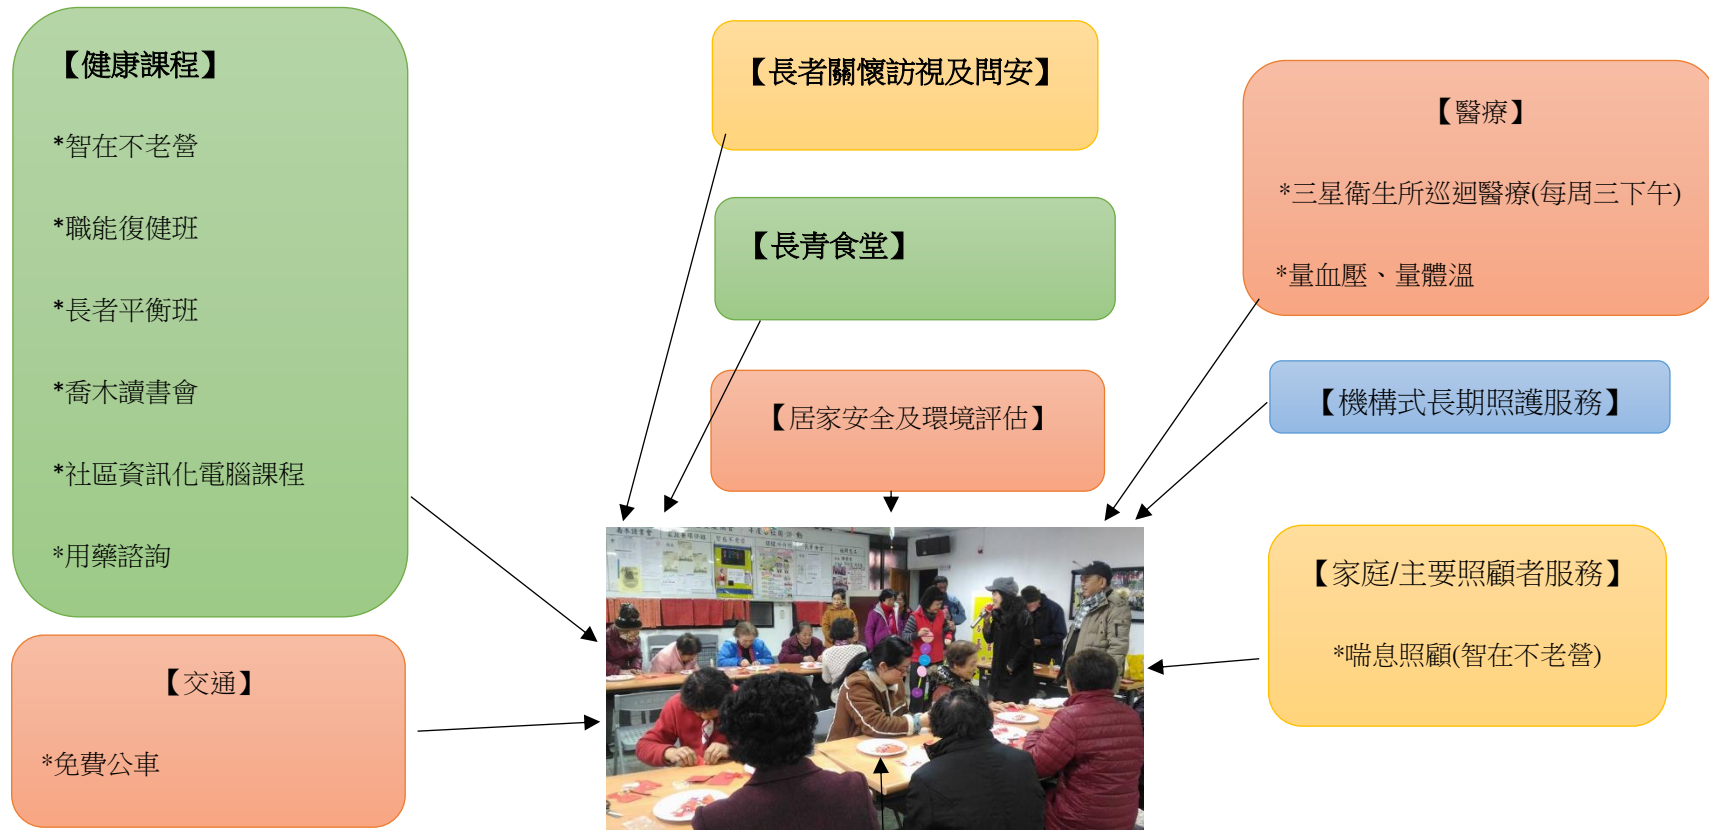 【健康課程】
*智在不老營
*職能復健班
*長者平衡班
*喬木讀書會
*社區資訊化電腦課程
*用藥諮詢
【交通】
*免費公車
【長者關懷訪視及問安】
【長青食堂】
【居家安全及環境評估】
【醫療】
*三星衛生所巡迴醫療(每周三下午)
*量血壓、量體溫
【機構式長期照護服務】
【家庭/主要照顧者服務】
*喘息照顧(智在不老營)